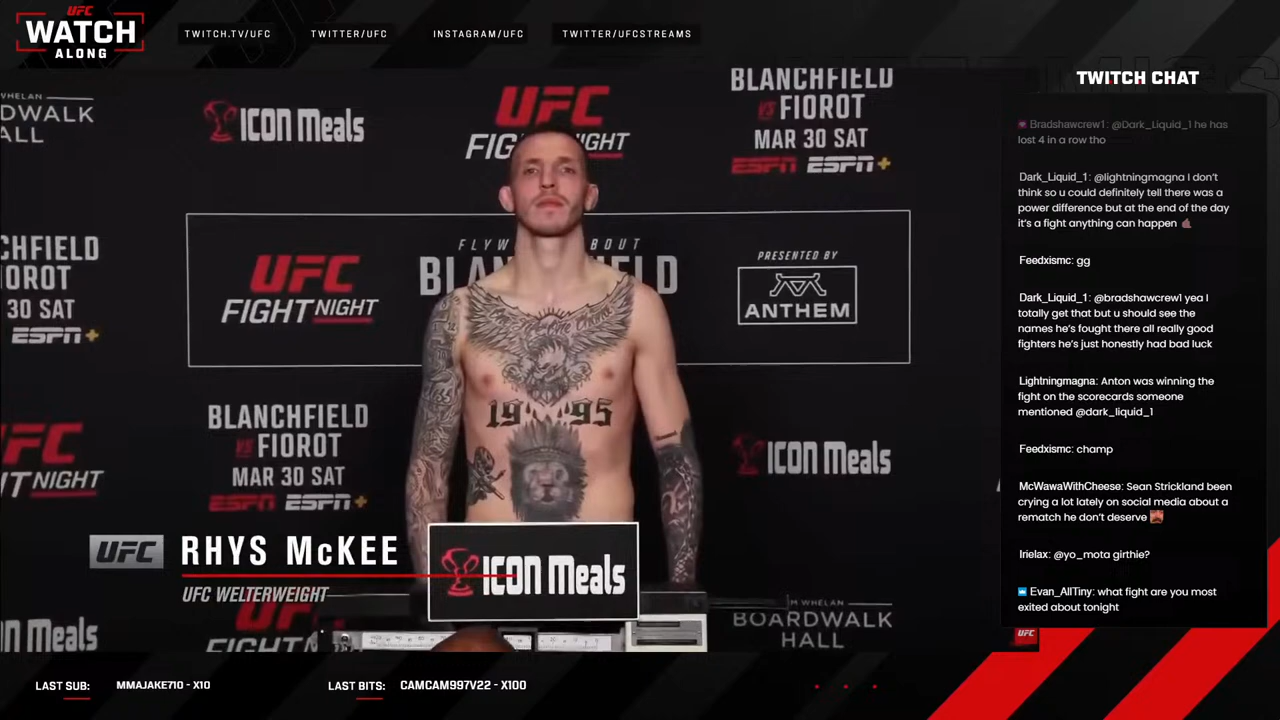 UFC
WATCH
ALONG
TWITCH.TV/UFC
TWITTER/UFC
INSTAGRAM/UFC
TWITTER/UFCSTREAMS
TWITCH CHAT
WHELAN
DWALK
ALL
ICON Meals
UFC
FIGHT NIGHT
BLANCHFIELD
VS
FIOROT
MAR 30 SAT
ESPN ESPN+
CHFIELD
IOROT
30 SAT
ESPN+
UFC
FIGHT NIGHT
FLYW BOUT
BLAN FIELD
PRESENTED BY
ANTHEM
1995
UFC
T NIGHT
BLANCHFIELD
VS
FIOROT
MAR 30 SAT
ESPN ESPN+
ICON Meals
UFC
RHYS McKEE
UFC WELTERWEIGHT
ICON Meals
N Meals
UFC
FIGHT
M WHELAN
BOARDWALK
HALL
Bradshawcrew1: @Dark_Liquid_1 he has
lost 4 in a row tho
Dark_Liquid_1: @lightningmagna I don't
think so u could definitely tell there was a
power difference but at the end of the day
it's a fight anything can happen
Feedxismc: gg
Dark_Liquid_1: @bradshawcrew1 yea I
totally get that but u should see the
names he's fought there all really good
fighters he's just honestly had bad luck
Lightningmagna: Anton was winning the
fight on the scorecards someone
mentioned @dark_liquid_1
Feedxismc: champ
McWawaWithCheese: Sean Strickland been
crying a lot lately on social media about a
rematch he don't deserve
Irielax: @yo_mota girthie?
Evan_AllTiny: what fight are you most
exited about tonight
UFC
LAST SUB:
MMAJAKE710 - X10
LAST BITS:
CAMCAM997V22 - X100